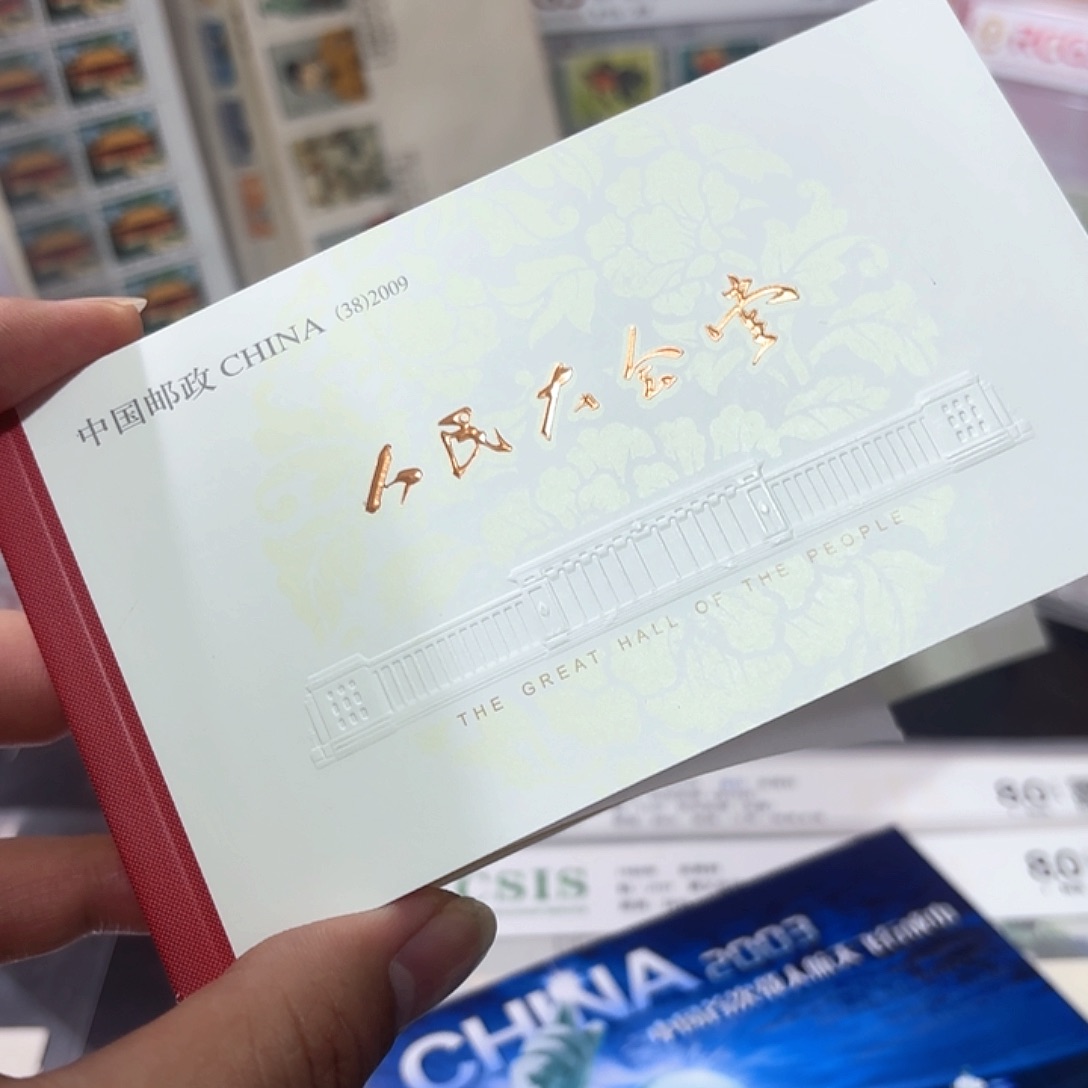 中国邮政 CHINA (38)2009
人民大会堂
THE GREAT HALL OF THE PEOPLE
CSIS
CHINA 2003